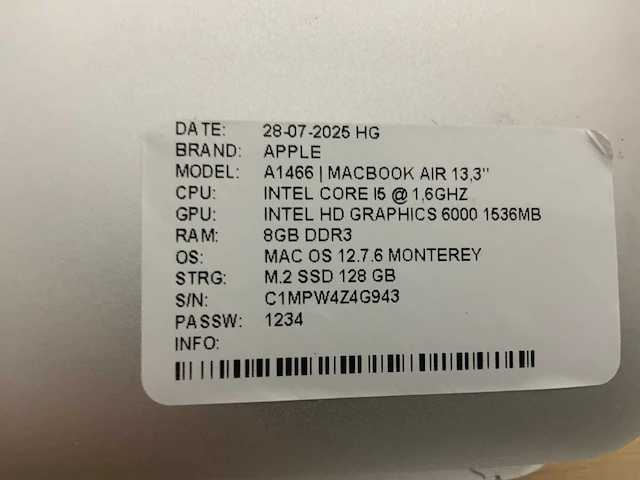 DATE: 28-07-2025 HG
BRAND: APPLE
MODEL: A1466 | MACBOOK AIR 13,3"
CPU: INTEL CORE I5 @ 1,6GHZ
GPU: INTEL HD GRAPHICS 6000 1536MB
RAM: 8GB DDR3
OS: MAC OS 12.7.6 MONTEREY
STRG: M.2 SSD 128 GB
S/N: C1MPW4Z4G943
PASSW: 1234
INFO: